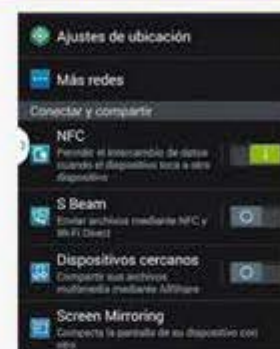 Ajustes de ubicación
Más redes
Conectar y compartir
NFC
Permitir el intercambio de datos
cuando el dispositivo toca a otro
dispositivo
S Beam
Enviar archivos mediante NFC y
Wi-Fi Direct
Dispositivos cercanos
Compartir sus archivos
multimedia mediante AllShare
Screen Mirroring
Comparta la pantalla de su dispositivo con
otro